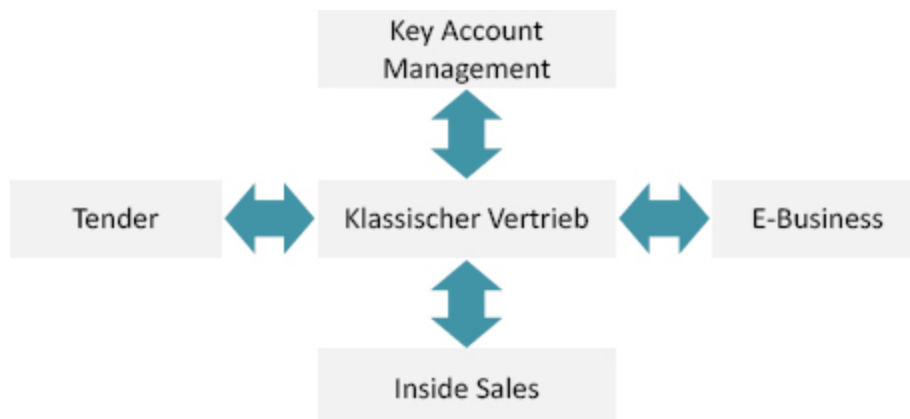 Key Account
Management
Tender
Klassischer Vertrieb
E-Business
Inside Sales